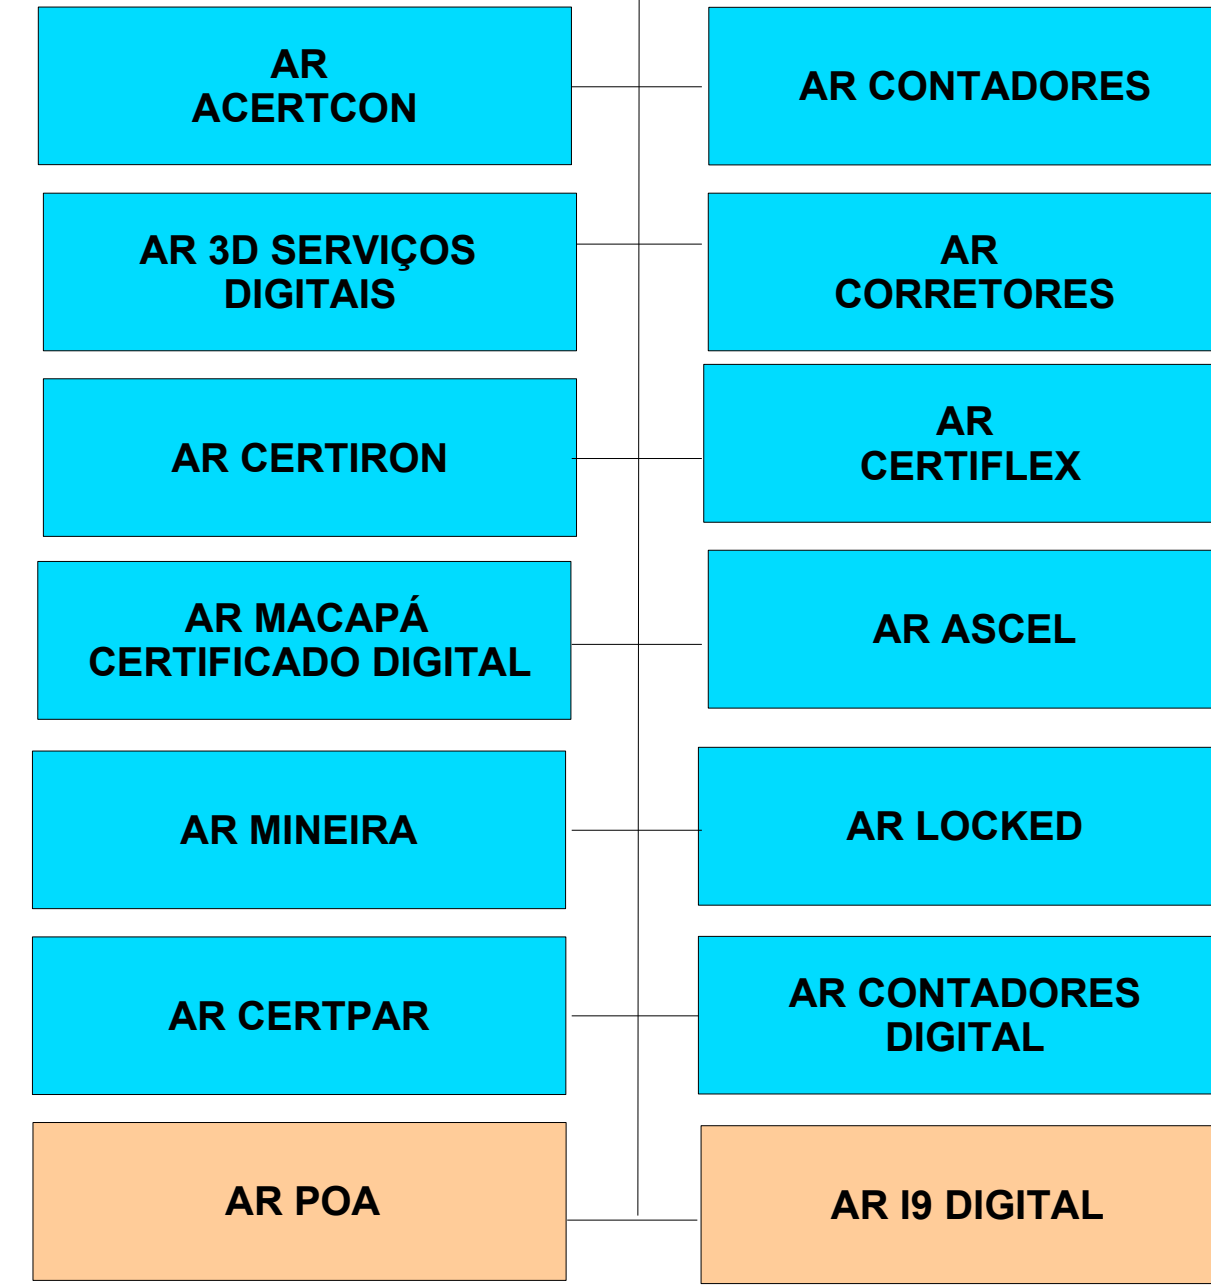 AR
ACERTCON
AR CONTADORES
AR 3D SERVIÇOS
DIGITAIS
AR
CORRETORES
AR CERTIRON
AR
CERTIFLEX
AR MACAPÁ
CERTIFICADO DIGITAL
AR ASCEL
AR MINEIRA
AR LOCKED
AR CERTPAR
AR CONTADORES
DIGITAL
AR POA
AR I9 DIGITAL